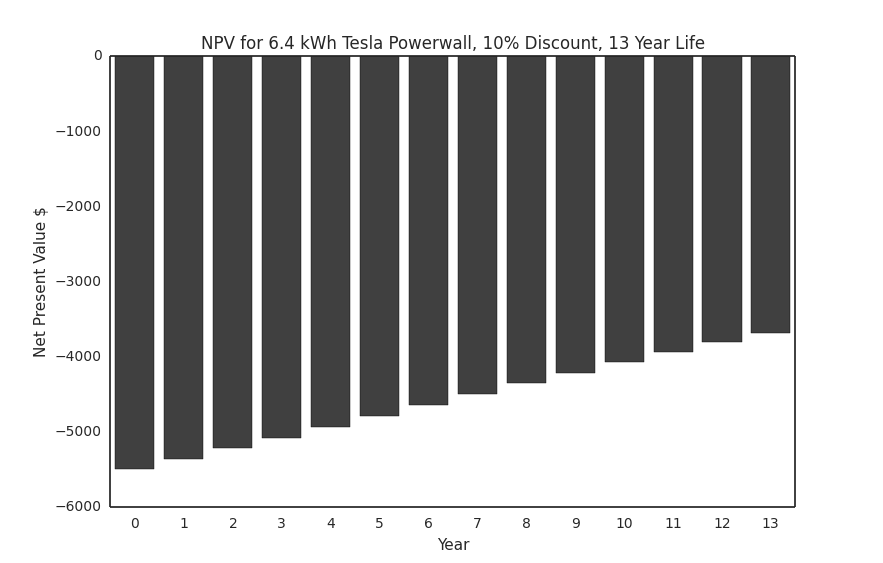 NPV for 6.4 kWh Tesla Powerwall, 10% Discount, 13 Year Life
0
−1000
−2000
−3000
−4000
−5000
−6000
Net Present Value $
0 1 2 3 4 5 6 7 8 9 10 11 12 13
Year